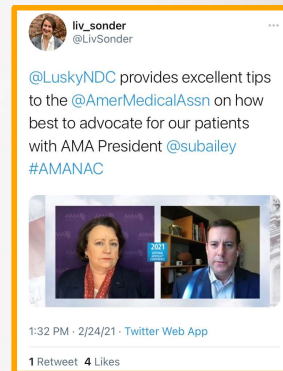 liv_sonder
@LivSonder
@LuskyNDC provides excellent tips
to the @AmerMedicalAssn on how
best to advocate for our patients
with AMA President @subailey
#AMANAC
2021
1:32 PM · 2/24/21 · Twitter Web App
1 Retweet 4 Likes